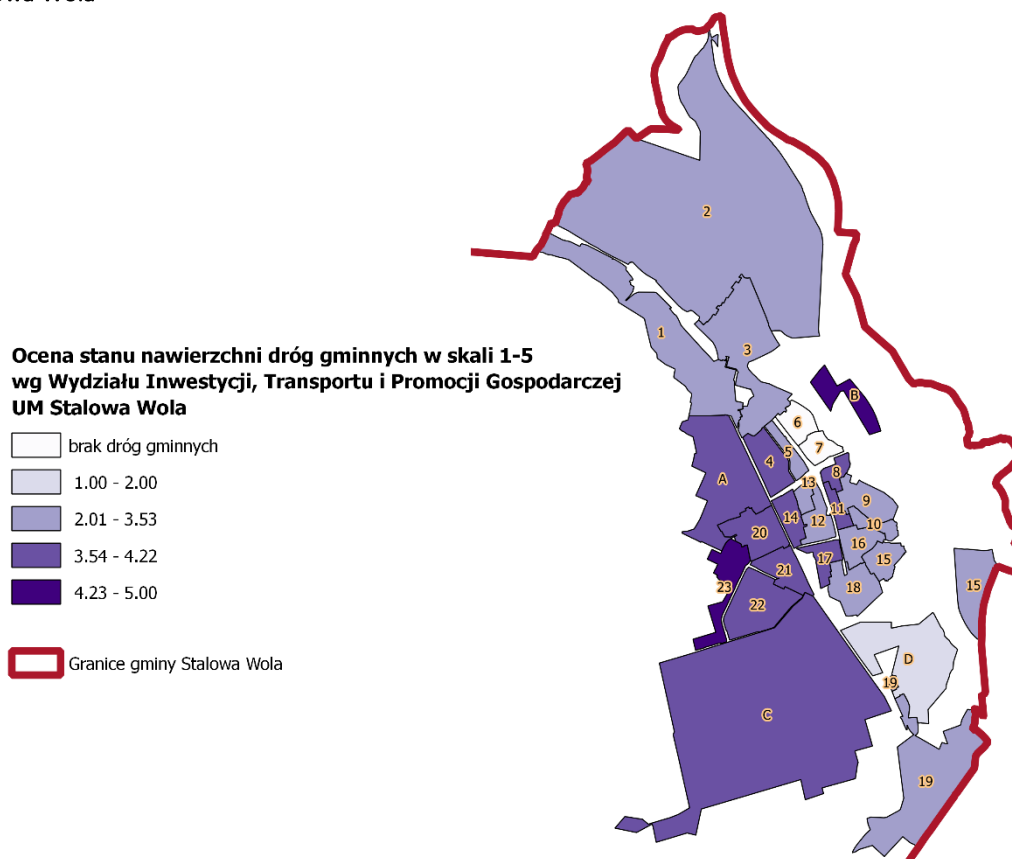 2
1
3
Ocena stanu nawierzchni dróg gminnych w skali 1-5
wg Wydziału Inwestycji, Transportu i Promocji Gospodarczej
UM Stalowa Wola
B
brak dróg gminnych
6
7
5
4
8
A
1.00 - 2.00
13
9
11
2.01 - 3.53
14
12
10
20
16
3.54 - 4.22
17
15
21
23
15
18
4.23 - 5.00
22
D
Granice gminy Stalowa Wola
19
C
19